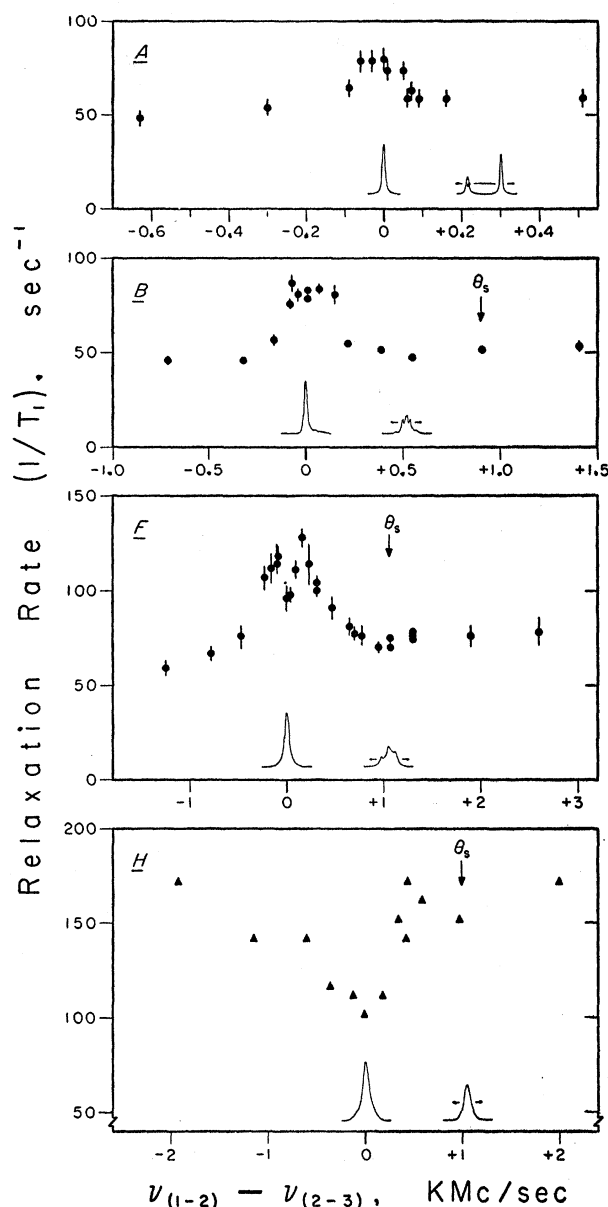 Relaxation Rate (1/T₁), sec⁻¹
A
100
50
0
-0.6 -0.4 -0.2 0 +0.2 +0.4
B
θs
100
50
0
-1.0 -0.5 0 +0.5 +1.0 +1.5
F
θs
150
100
50
0
-1 0 +1 +2 +3
H
θs
200
150
100
50
-2 -1 0 +1 +2
ν(1-2) — ν(2-3), KMc/sec